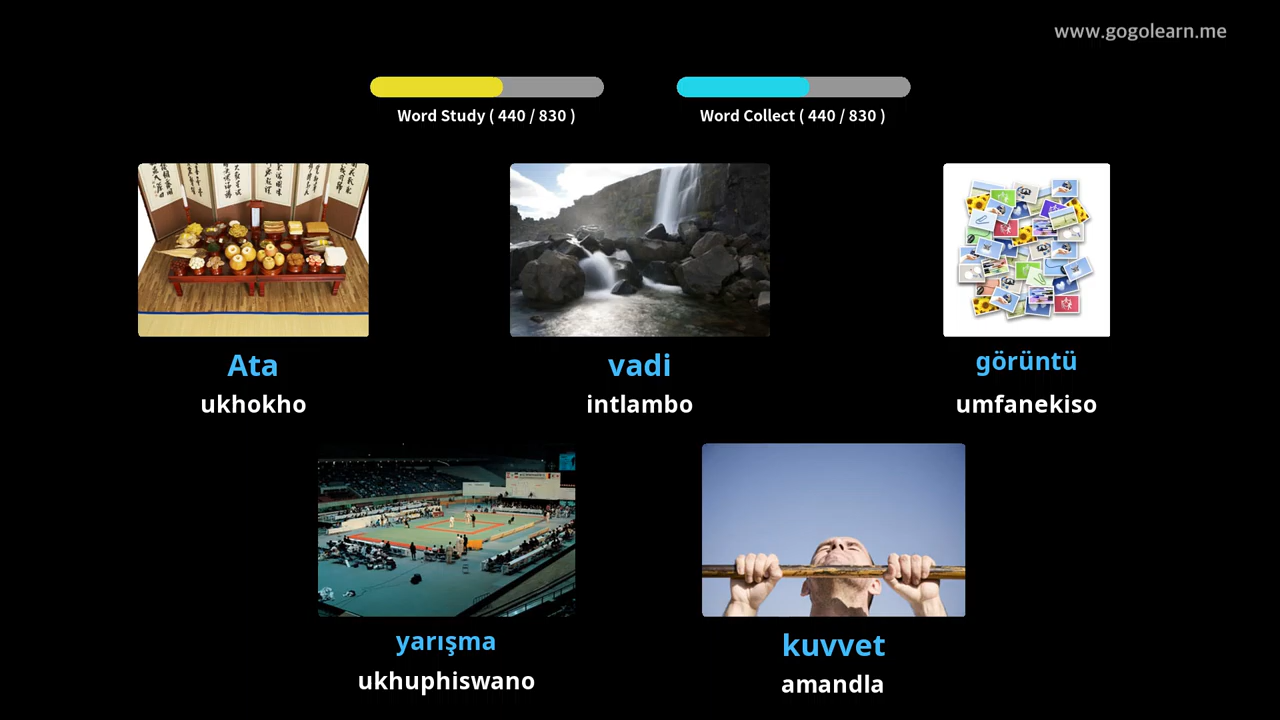 www.gogolearn.me
Word Study ( 440 / 830 )
Word Collect ( 440 / 830 )
Ata
ukhokho
vadi
intlambo
görüntü
umfanekiso
yarışma
ukhuphiswano
kuvvet
amandla